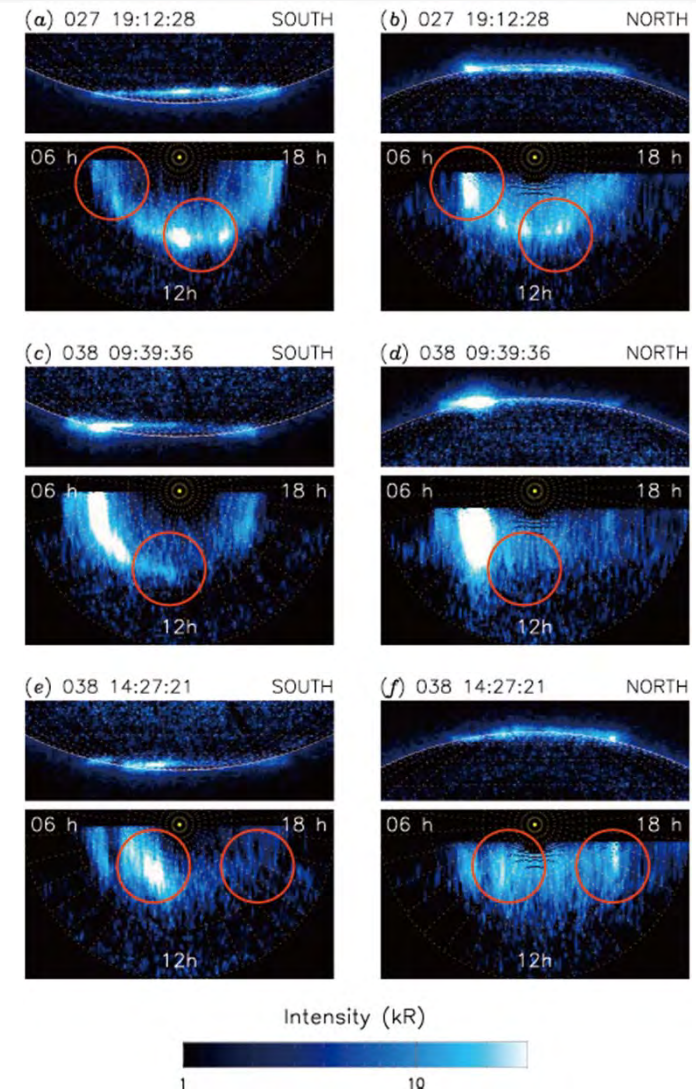 (a) 027 19:12:28 SOUTH
(b) 027 19:12:28 NORTH
06 h 18 h
12h
06 h 18 h
12h
(c) 038 09:39:36 SOUTH
(d) 038 09:39:36 NORTH
06 h 18 h
12h
06 h 18 h
12h
(e) 038 14:27:21 SOUTH
(f) 038 14:27:21 NORTH
06 h 18 h
12h
06 h 18 h
12h
Intensity (kR)
1 10